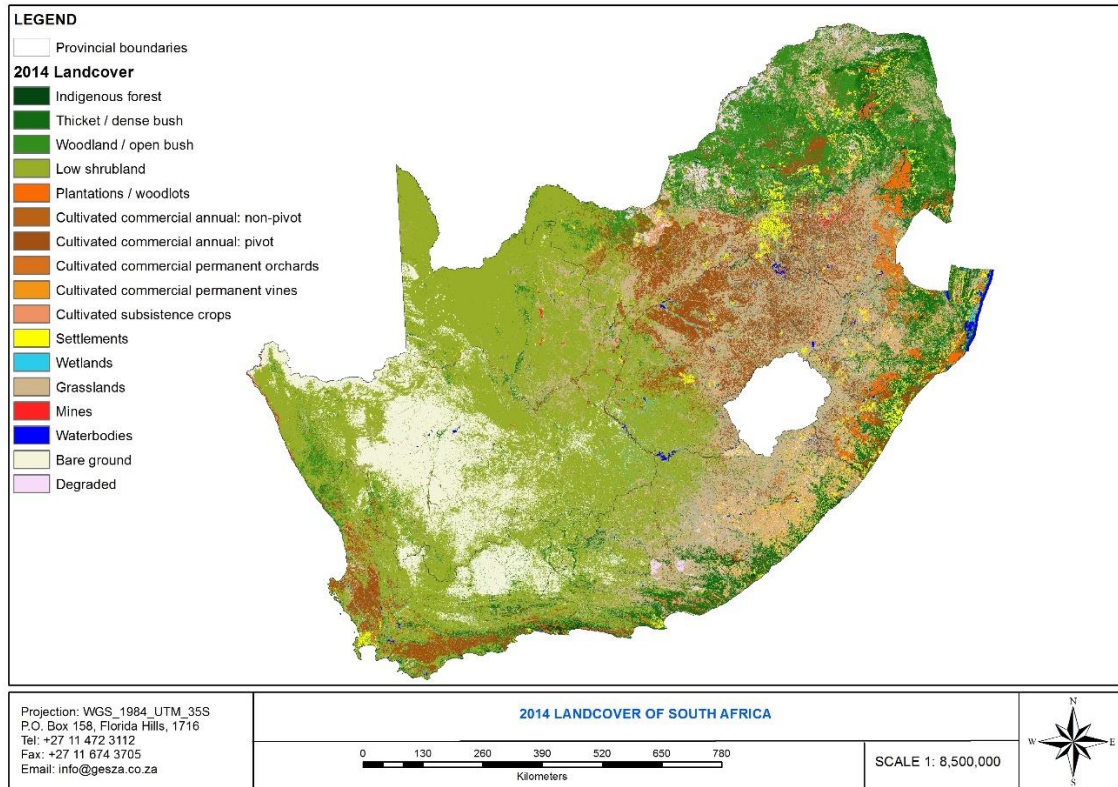 LEGEND
Provincial boundaries
2014 Landcover
Indigenous forest
Thicket / dense bush
Woodland / open bush
Low shrubland
Plantations / woodlots
Cultivated commercial annual: non-pivot
Cultivated commercial annual: pivot
Cultivated commercial permanent orchards
Cultivated commercial permanent vines
Cultivated subsistence crops
Settlements
Wetlands
Grasslands
Mines
Waterbodies
Bare ground
Degraded
Projection: WGS_1984_UTM_35S
P.O. Box 158, Florida Hills, 1716
Tel: +27 11 472 3112
Fax: +27 11 674 3705
Email: info@gesza.co.za
2014 LANDCOVER OF SOUTH AFRICA
0 130 260 390 520 650 780
Kilometers
SCALE 1: 8,500,000
N
W E
S